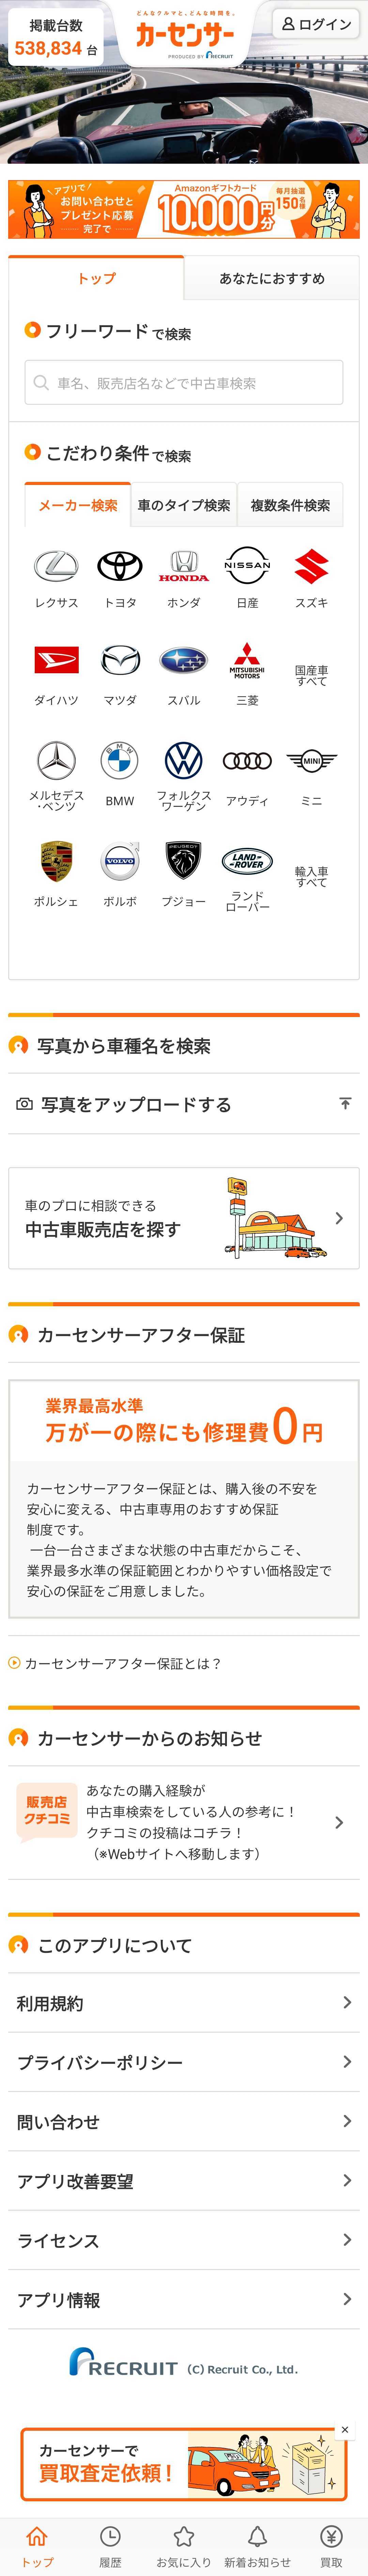 掲載台数
538,834 台
どんなクルマと、どんな時間を。
カーセンサー
PRODUCED BY RECRUIT
ログイン
アプリで!
お問い合わせと
プレゼント応募
完了で
Amazonギフトカード
10,000円分
毎月抽選
150名様
トップ
あなたにおすすめ
フリーワードで検索
車名、販売店名などで中古車検索
こだわり条件で検索
メーカー検索
車のタイプ検索
複数条件検索
HONDA
NISSAN
レクサス
トヨタ
ホンダ
日産
スズキ
MITSUBISHI
MOTORS
ダイハツ
マツダ
スバル
三菱
国産車
すべて
BMW
MINI
メルセデス
・ベンツ
BMW
フォルクス
ワーゲン
アウディ
ミニ
VOLVO
PEUGEOT
LAND-
ROVER
ポルシェ
ボルボ
プジョー
ランド
ローバー
輸入車
すべて
写真から車種名を検索
写真をアップロードする
車のプロに相談できる
中古車販売店を探す
カーセンサーアフター保証
業界最高水準
万が一の際にも修理費0円
カーセンサーアフター保証とは、購入後の不安を
安心に変える、中古車専用のおすすめ保証
制度です。
一台一台さまざまな状態の中古車だからこそ、
業界最多水準の保証範囲とわかりやすい価格設定で
安心の保証をご用意しました。
カーセンサーアフター保証とは？
カーセンサーからのお知らせ
販売店
クチコミ
あなたの購入経験が
中古車検索をしている人の参考に！
クチコミの投稿はコチラ！
（※Webサイトへ移動します）
このアプリについて
利用規約
プライバシーポリシー
問い合わせ
アプリ改善要望
ライセンス
アプリ情報
RECRUIT (C) Recruit Co., Ltd.
カーセンサーで
買取査定依頼！
トップ
履歴
お気に入り
新着お知らせ
買取